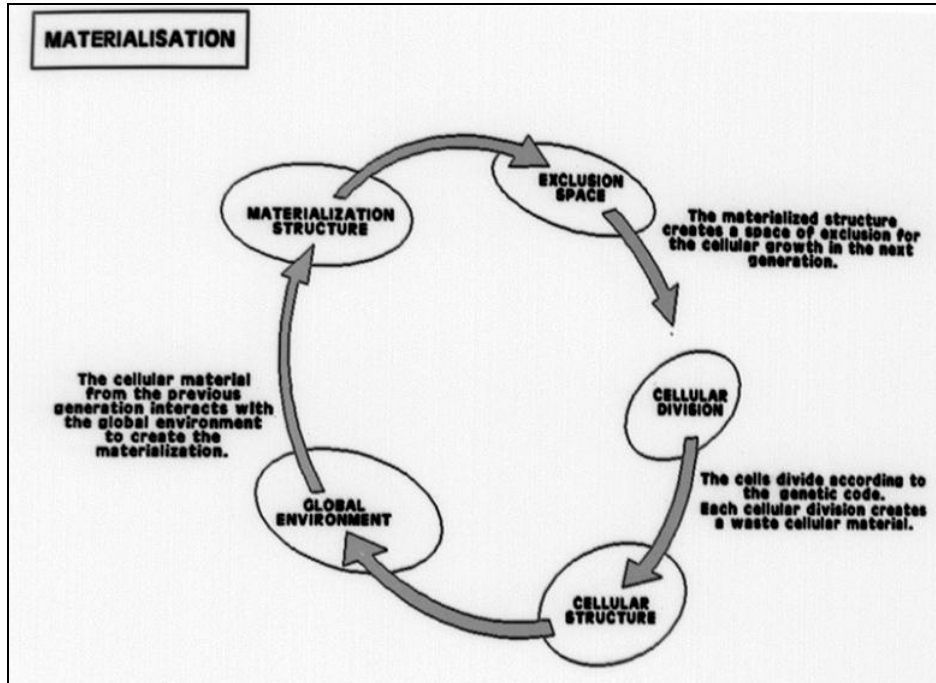 MATERIALISATION
EXCLUSION
SPACE
MATERIALIZATION
STRUCTURE
The materialized structure
creates a space of exclusion for
the cellular growth in the next
generation.
The cellular material
from the previous
generation interacts with
the global environment
to create the
materialization.
CELLULAR
DIVISION
The cells divide according to
the genetic code.
Each cellular division creates
a waste cellular material.
GLOBAL
ENVIRONMENT
CELLULAR
STRUCTURE